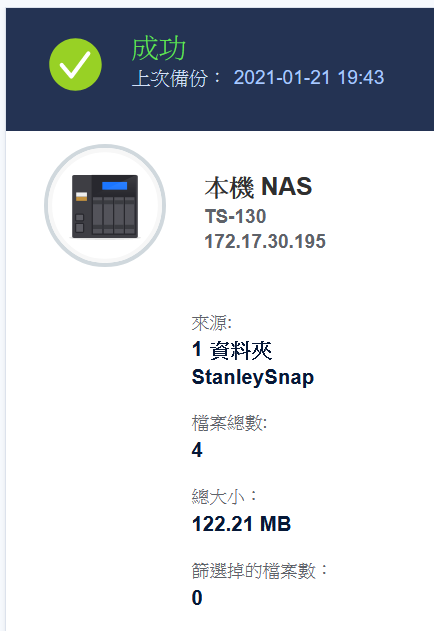 成功
上次備份： 2021-01-21 19:43
本機 NAS
TS-130
172.17.30.195
來源:
1 資料夾
StanleySnap
檔案總數:
4
總大小：
122.21 MB
篩選掉的檔案數：
0